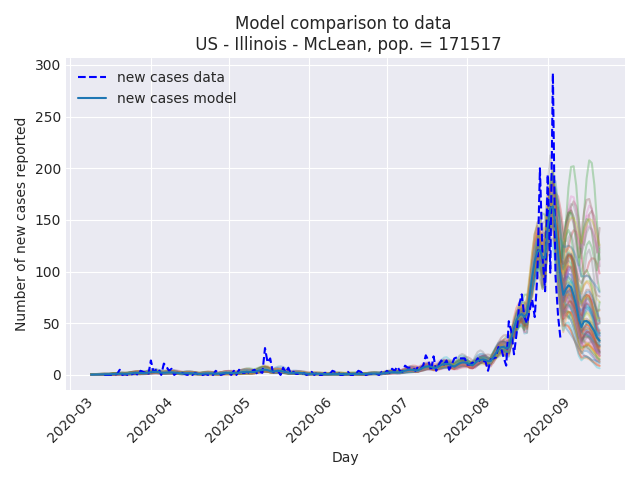 Model comparison to data
US - Illinois - McLean, pop. = 171517
Number of new cases reported
300
250
200
150
100
50
0
new cases data
new cases model
2020-03
2020-04
2020-05
2020-06
2020-07
2020-08
2020-09
Day